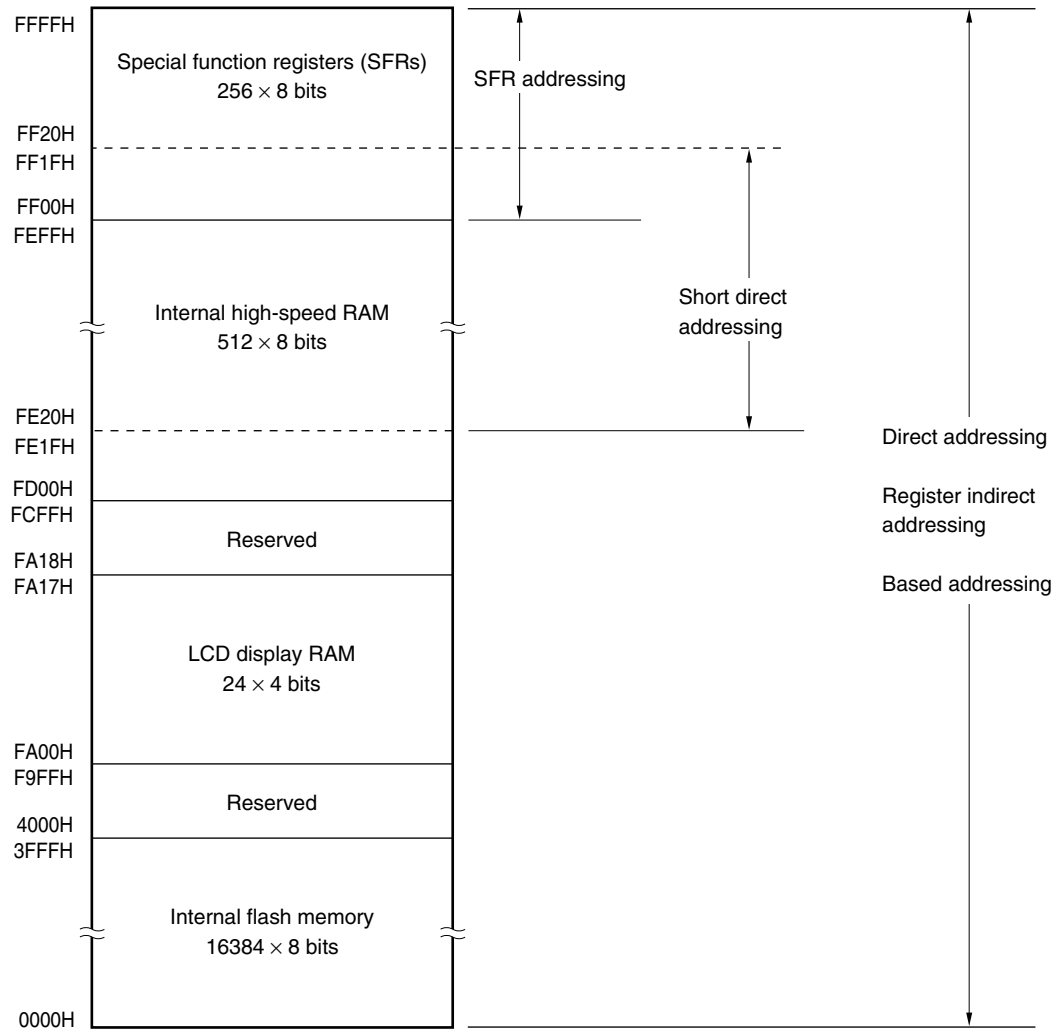 FFFFH
Special function registers (SFRs)
256 × 8 bits
SFR addressing
FF20H
FF1FH
FF00H
FEFFH
Internal high-speed RAM
512 × 8 bits
Short direct
addressing
FE20H
FE1FH
Direct addressing
FD00H
FCFFH
Register indirect
addressing
Reserved
FA18H
FA17H
Based addressing
LCD display RAM
24 × 4 bits
FA00H
F9FFH
Reserved
4000H
3FFFH
Internal flash memory
16384 × 8 bits
0000H